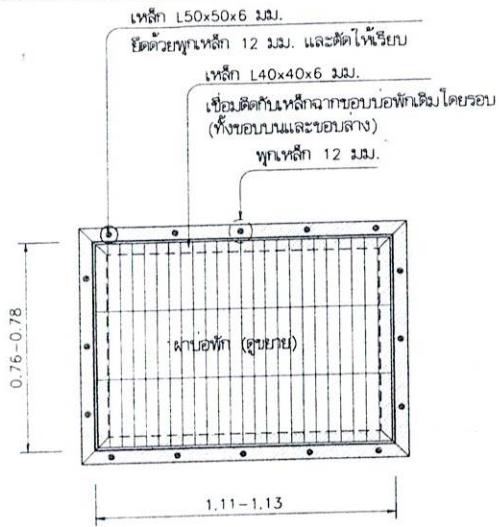 เหล็ก L50x50x6 มม.
ยึดด้วยพุกเหล็ก 12 มม. และตัดให้เรียบ
เหล็ก L40x40x6 มม.
เชื่อมติดกับเหล็กฉากขอบบ่อพักเดิมโดยรอบ
(ทั้งขอบบนและขอบล่าง)
พุกเหล็ก 12 มม.
0.76-0.78
ฝาบ่อพัก (ดูขยาย)
1.11-1.13